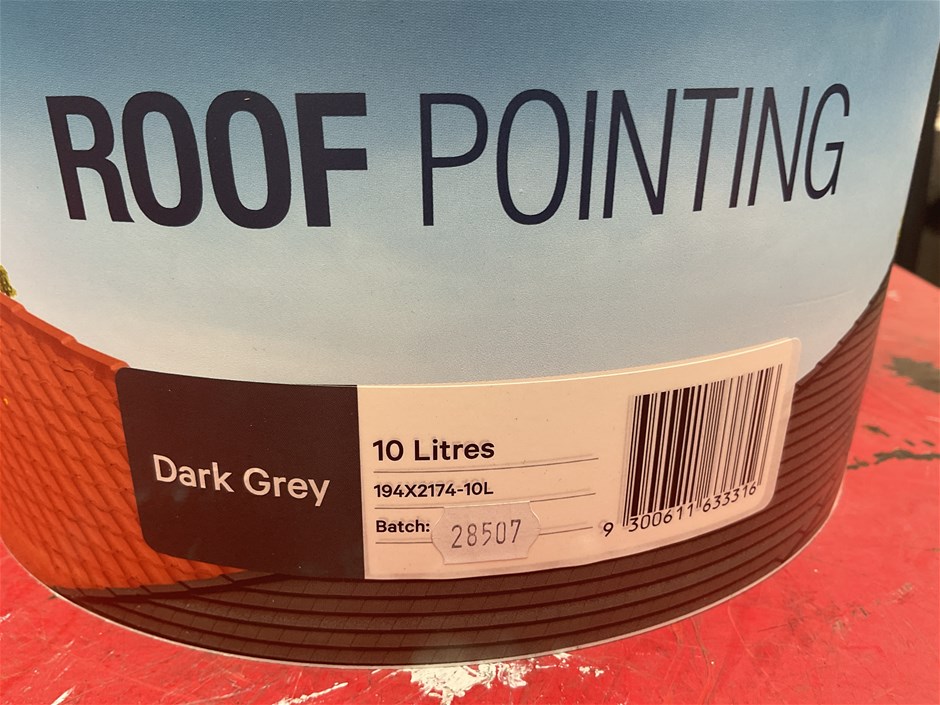 ROOF POINTING
Dark Grey
10 Litres
194X2174-10L
Batch: 28507
9 300611 633316